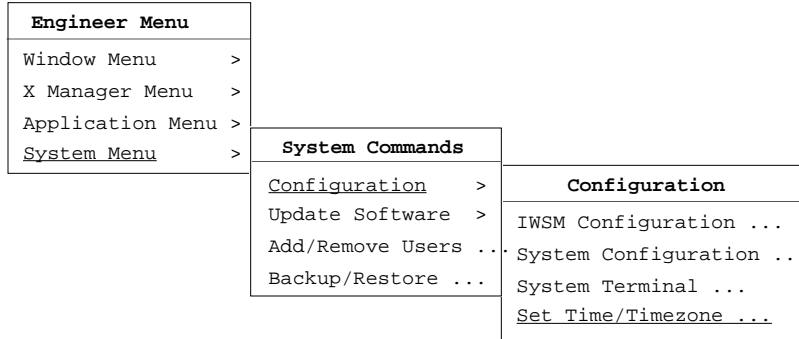 Engineer Menu
Window Menu >
X Manager Menu >
Application Menu >
System Menu >
System Commands
Configuration >
Update Software >
Add/Remove Users ...
Backup/Restore ...
Configuration
IWSM Configuration ...
System Configuration ..
System Terminal ...
Set Time/Timezone ...